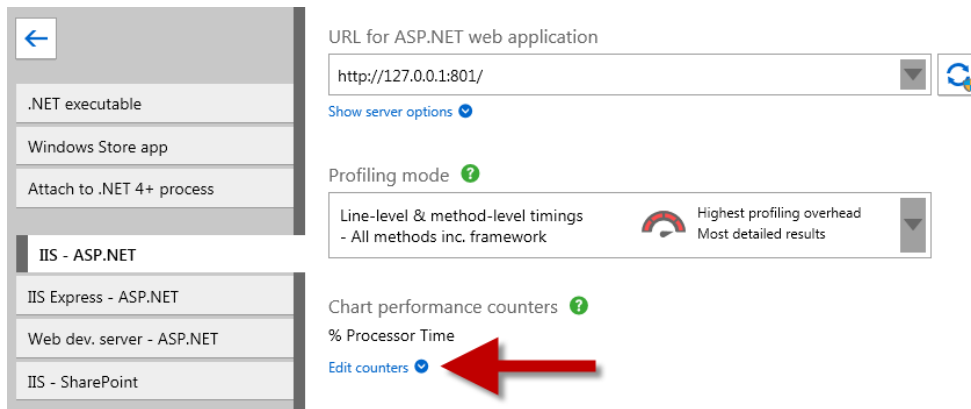 .NET executable
Windows Store app
Attach to .NET 4+ process
IIS - ASP.NET
IIS Express - ASP.NET
Web dev. server - ASP.NET
IIS - SharePoint
URL for ASP.NET web application
http://127.0.0.1:801/
Show server options
Profiling mode ?
Line-level & method-level timings
- All methods inc. framework
Highest profiling overhead
Most detailed results
Chart performance counters ?
% Processor Time
Edit counters